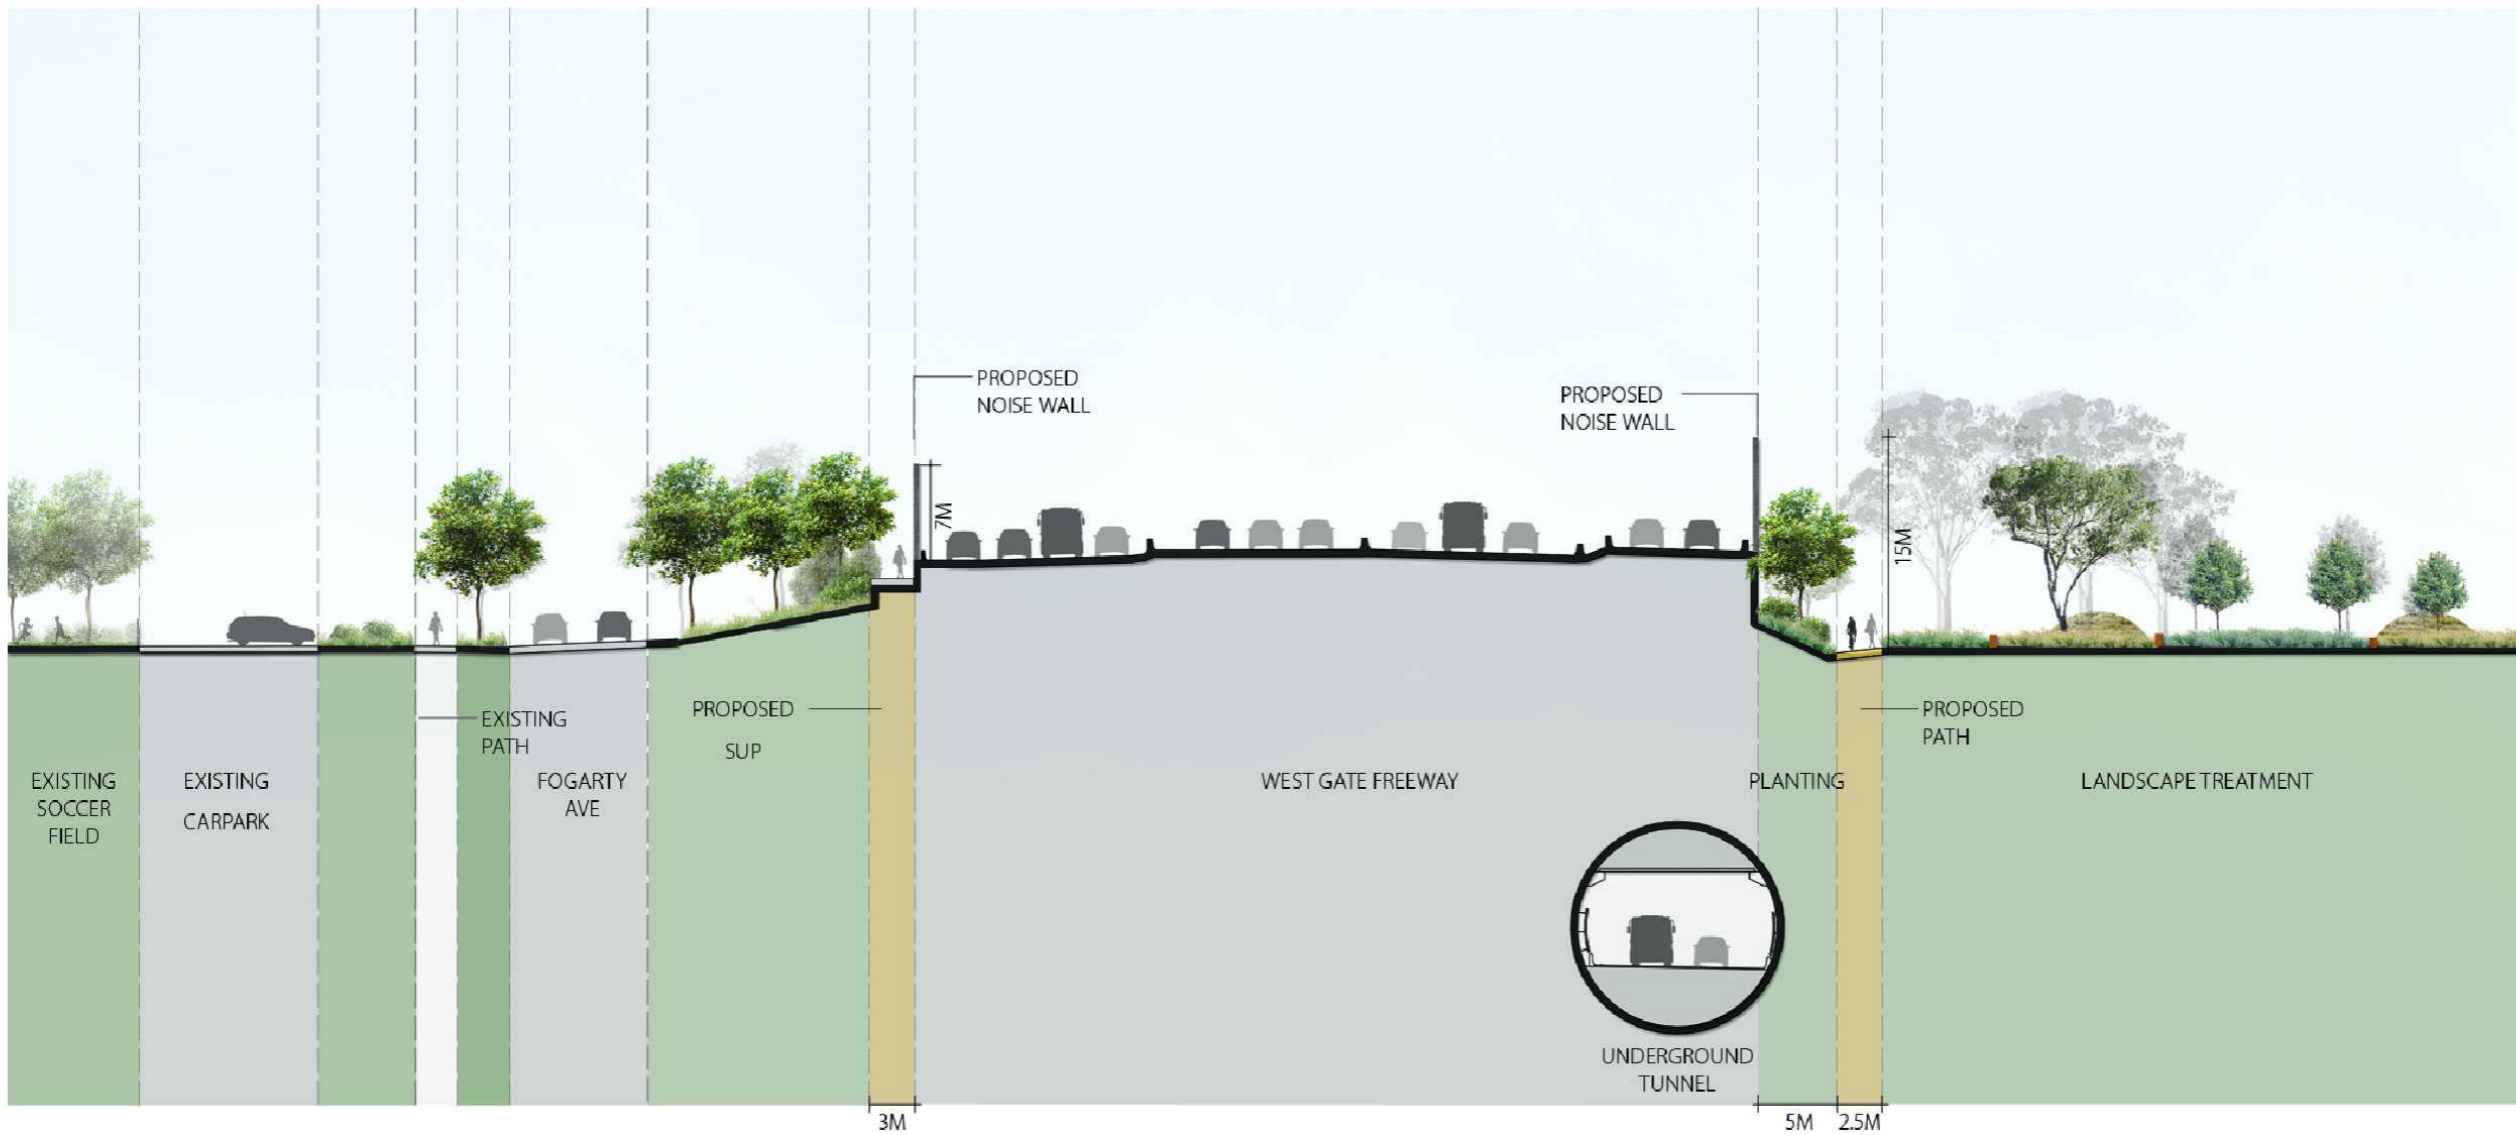 PROPOSED
NOISE WALL
PROPOSED
NOISE WALL
7M
15M
EXISTING
PATH
PROPOSED
SUP
PROPOSED
PATH
EXISTING
SOCCER
FIELD
EXISTING
CARPARK
FOGARTY
AVE
WEST GATE FREEWAY
PLANTING
LANDSCAPE TREATMENT
UNDERGROUND
TUNNEL
3M
5M
2.5M